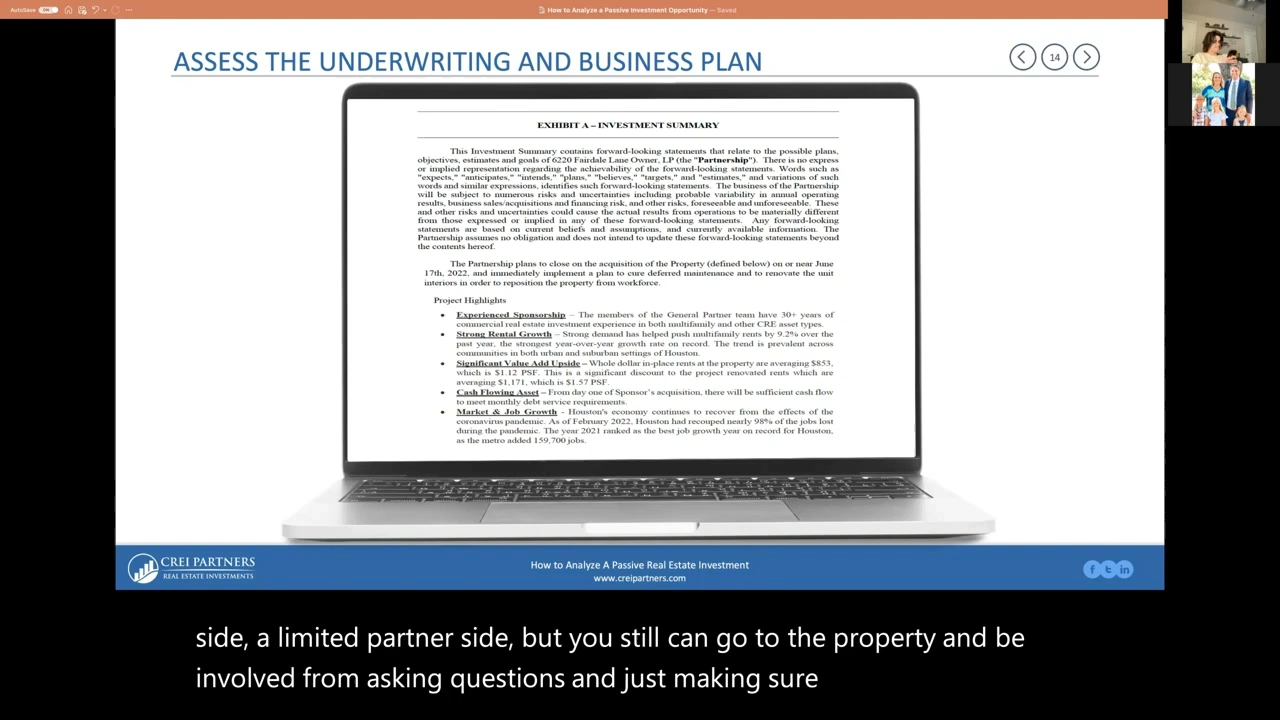 AutoSave ON
How to Analyze a Passive Investment Opportunity — Saved
ASSESS THE UNDERWRITING AND BUSINESS PLAN
14
EXHIBIT A – INVESTMENT SUMMARY
This Investment Summary contains forward-looking statements that relate to the possible plans,
objectives, estimates and goals of 6220 Fairdale Lane Owner, LP (the "Partnership"). There is no express
or implied representation regarding the achievability of the forward-looking statements. Words such as
"expects," "anticipates," "intends," "plans," "believes," "targets," and "estimates," and variations of such
words and similar expressions, identifies such forward-looking statements. The business of the Partnership
will be subject to numerous risks and uncertainties including probable variability in annual operating
results, business sales/acquisitions and financing risk, and other risks, foreseeable and unforeseeable. These
and other risks and uncertainties could cause the actual results from operations to be materially different
from those expressed or implied in any of these forward-looking statements. Any forward-looking
statements are based on current beliefs and assumptions, and currently available information. The
Partnership assumes no obligation and does not intend to update these forward-looking statements beyond
the contents hereof.
The Partnership plans to close on the acquisition of the Property (defined below) on or near June
17th, 2022, and immediately implement a plan to cure deferred maintenance and to renovate the unit
interiors in order to reposition the property from workforce.
Project Highlights
• Experienced Sponsorship – The members of the General Partner team have 30+ years of
commercial real estate investment experience in both multifamily and other CRE asset types.
• Strong Rental Growth – Strong demand has helped push multifamily rents by 9.2% over the
past year, the strongest year-over-year growth rate on record. The trend is prevalent across
communities in both urban and suburban settings of Houston.
• Significant Value Add Upside – Whole dollar in-place rents at the property are averaging $853,
which is $1.12 PSF. This is a significant discount to the project renovated rents which are
averaging $1,171, which is $1.57 PSF.
• Cash Flowing Asset – From day one of Sponsor's acquisition, there will be sufficient cash flow
to meet monthly debt service requirements.
• Market & Job Growth - Houston's economy continues to recover from the effects of the
coronavirus pandemic. As of February 2022, Houston had recouped nearly 98% of the jobs lost
during the pandemic. The year 2021 ranked as the best job growth year on record for Houston,
as the metro added 159,700 jobs.
CREI PARTNERS
REAL ESTATE INVESTMENTS
How to Analyze A Passive Real Estate Investment
www.creipartners.com
side, a limited partner side, but you still can go to the property and be
involved from asking questions and just making sure